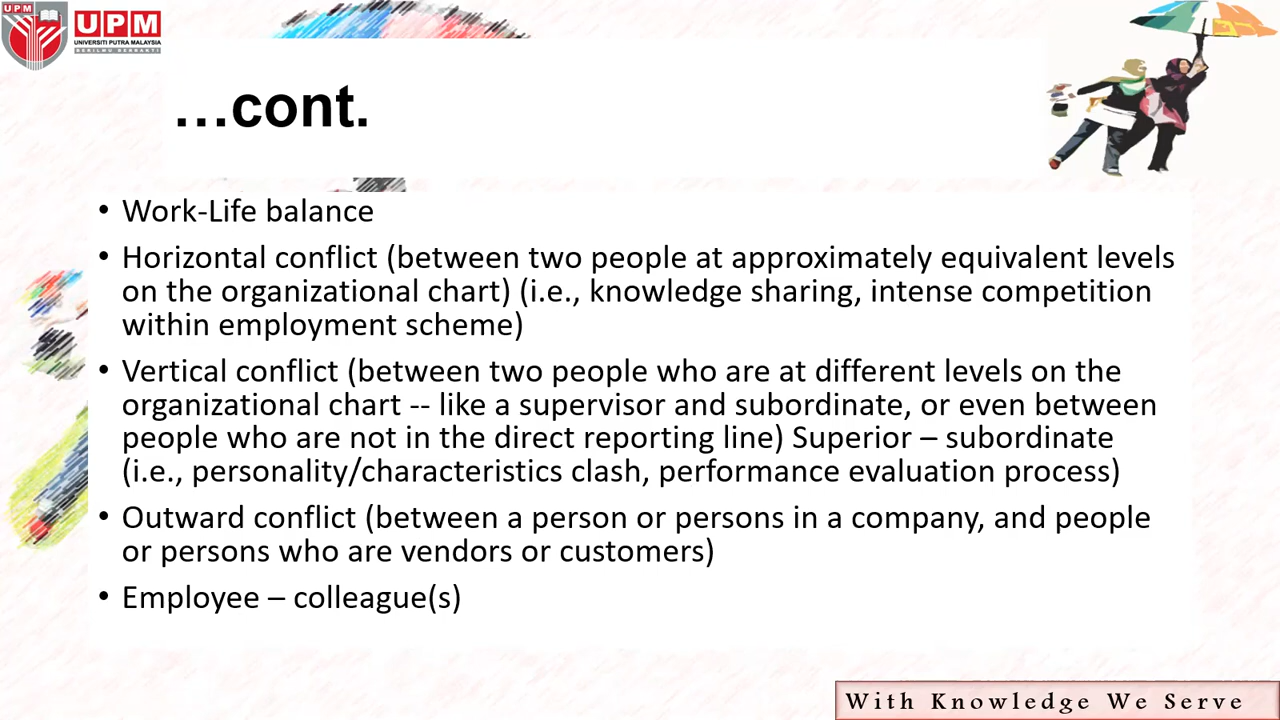 UPM
UPM
UNIVERSITI PUTRA MALAYSIA
BERILMU BERBAKTI
…cont.
• Work-Life balance
• Horizontal conflict (between two people at approximately equivalent levels
on the organizational chart) (i.e., knowledge sharing, intense competition
within employment scheme)
• Vertical conflict (between two people who are at different levels on the
organizational chart -- like a supervisor and subordinate, or even between
people who are not in the direct reporting line) Superior – subordinate
(i.e., personality/characteristics clash, performance evaluation process)
• Outward conflict (between a person or persons in a company, and people
or persons who are vendors or customers)
• Employee – colleague(s)
With Knowledge We Serve